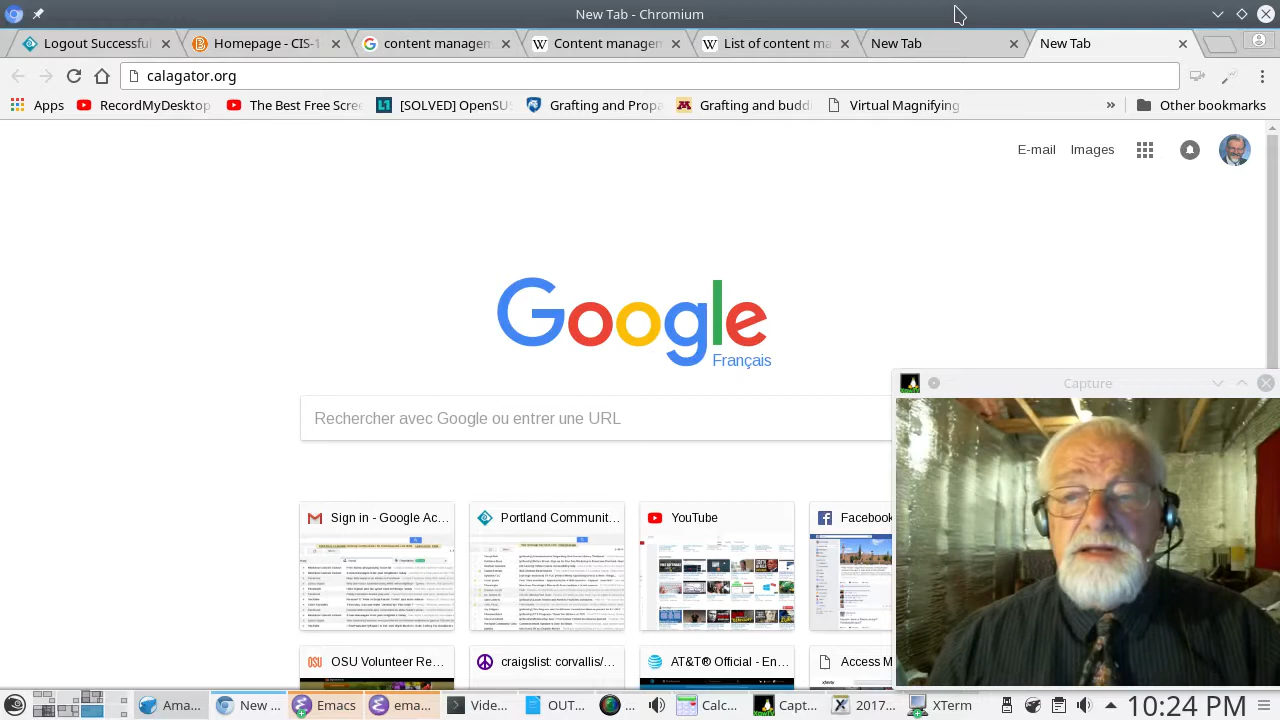 New Tab - Chromium
Logout Successful
Homepage - CIS-1
content managem
Content managem
List of content ma
New Tab
New Tab
calagator.org
Apps
RecordMyDesktop
The Best Free Scre
[SOLVED] OpenSUS
Grafting and Propa
Grafting and buddi
Virtual Magnifying
»
Other bookmarks
E-mail
Images
Google
Français
Capture
Rechercher avec Google ou entrer une URL
Sign in - Google Ac...
Portland Communit...
YouTube
Facebook
OSU Volunteer Re...
craigslist: corvallis/...
AT&T® Official - En...
Access M
Ama...
New ...
Emacs
ema...
Vide...
OUT...
...
Calc...
Capt...
2017...
XTerm
10:24 PM